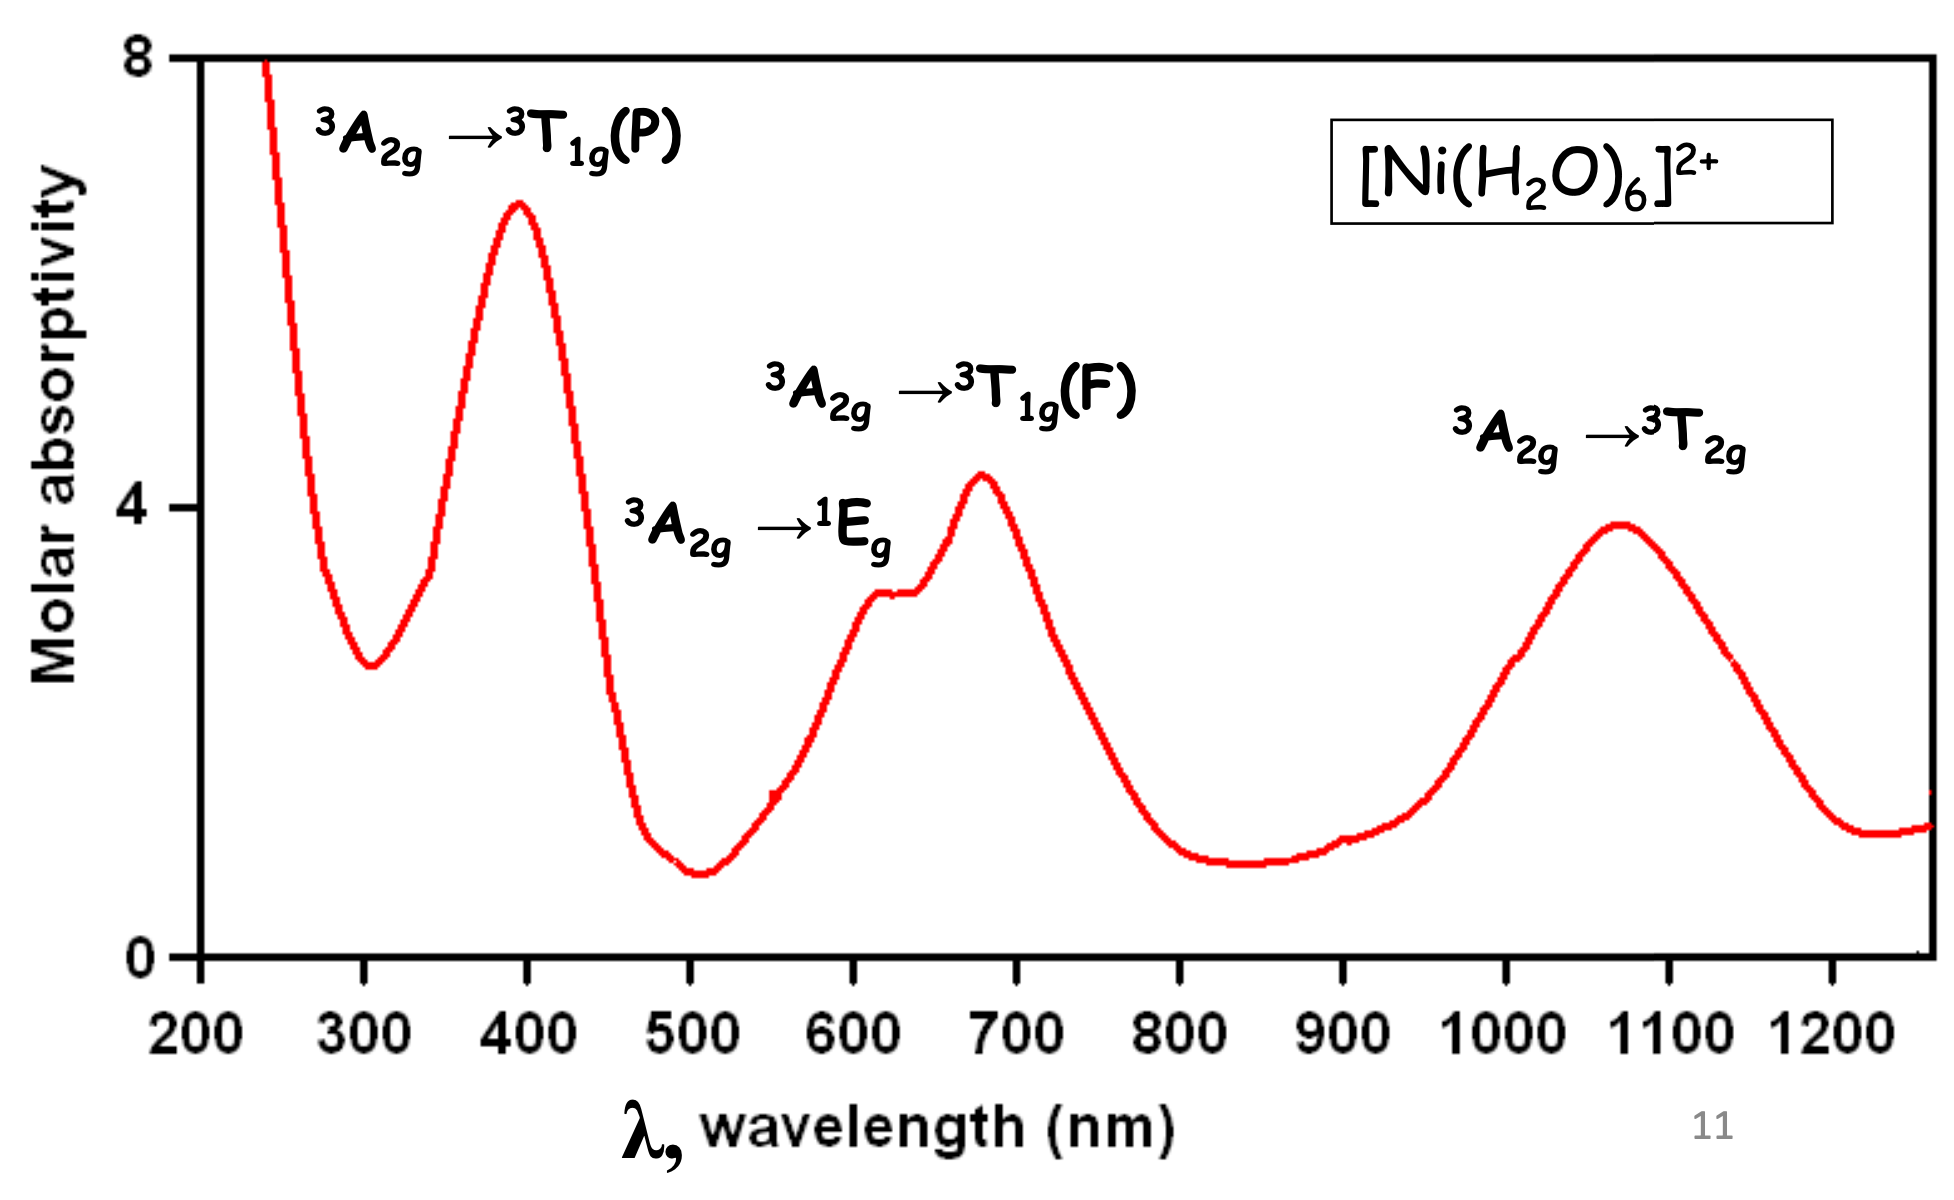 8
³A₂g →³T₁g(P)
[Ni(H₂O)₆]²⁺
³A₂g →³T₁g(F)
³A₂g →³T₂g
4
³A₂g →¹Eg
Molar absorptivity
0
200 300 400 500 600 700 800 900 1000 1100 1200
λ, wavelength (nm)
11